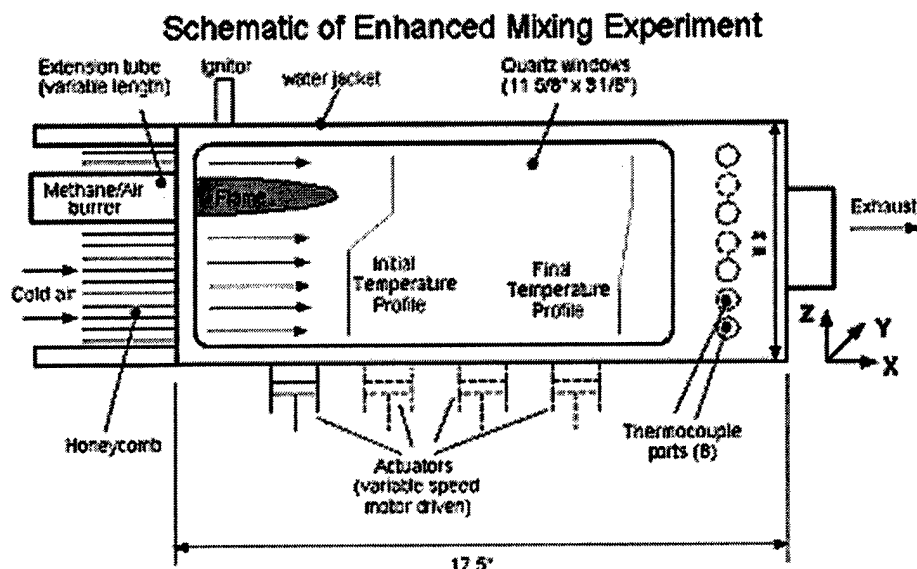 Schematic of Enhanced Mixing Experiment
Extension tube
(variable length)
Ignitor
water jacket
Quartz windows
(11 5/8" x 3 1/8")
Methane/Air
burner
Flame
Exhaust
Initial
Temperature
Profile
Final
Temperature
Profile
Cold air
Z
Y
X
Honeycomb
Actuators
(variable speed
motor driven)
Thermocouple
ports (8)
17.5"